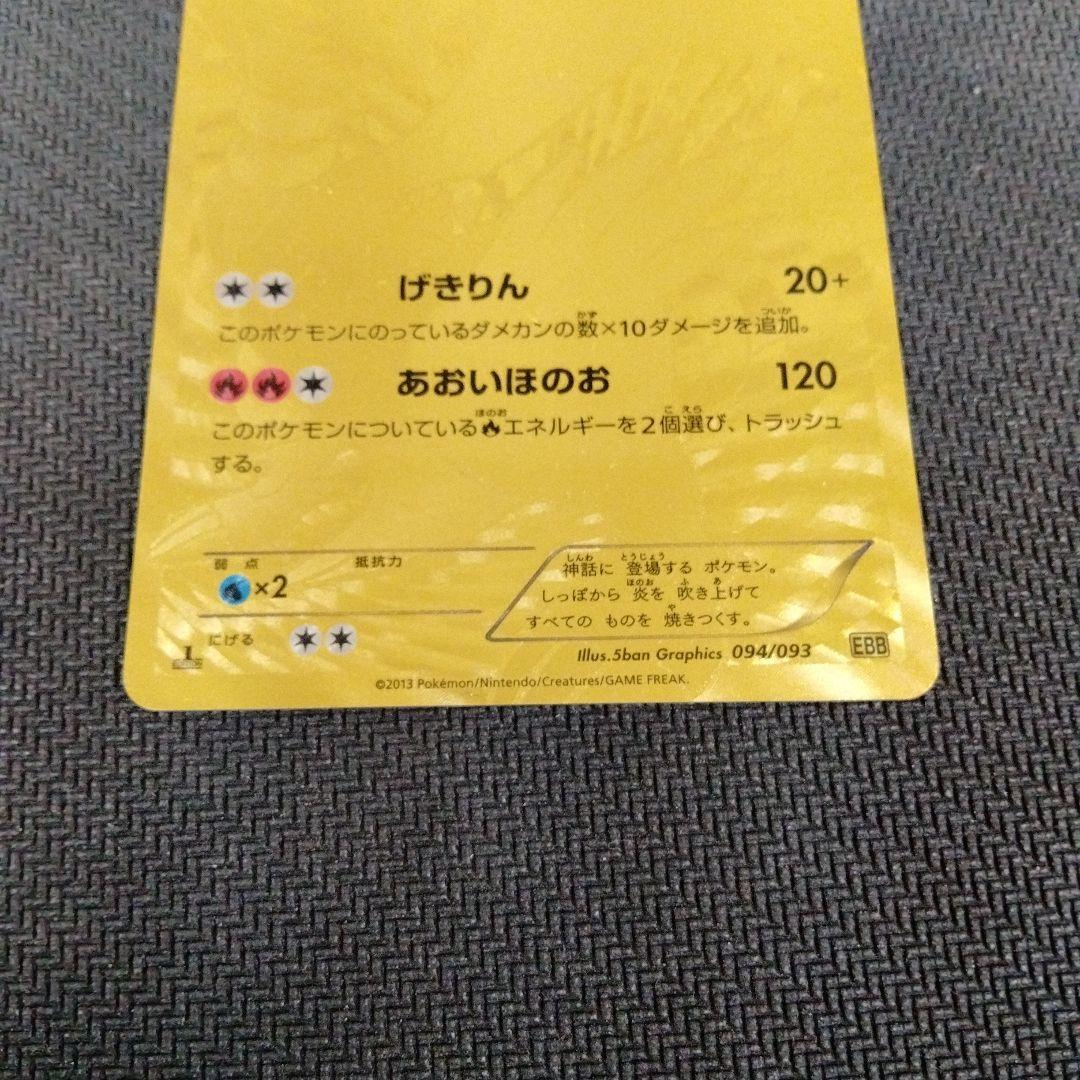 げきりん 20+
このポケモンにのっているダメカンの数×10ダメージを追加。
あおいほのお 120
このポケモンについているエネルギーを2個選び、トラッシュ
する。
弱点 抵抗力
×2
にげる
神話に 登場する ポケモン。
しっぽから 炎を 吹き上げて
すべての ものを 焼きつくす。
Illus.5ban Graphics 094/093 EBB
©2013 Pokémon/Nintendo/Creatures/GAME FREAK.